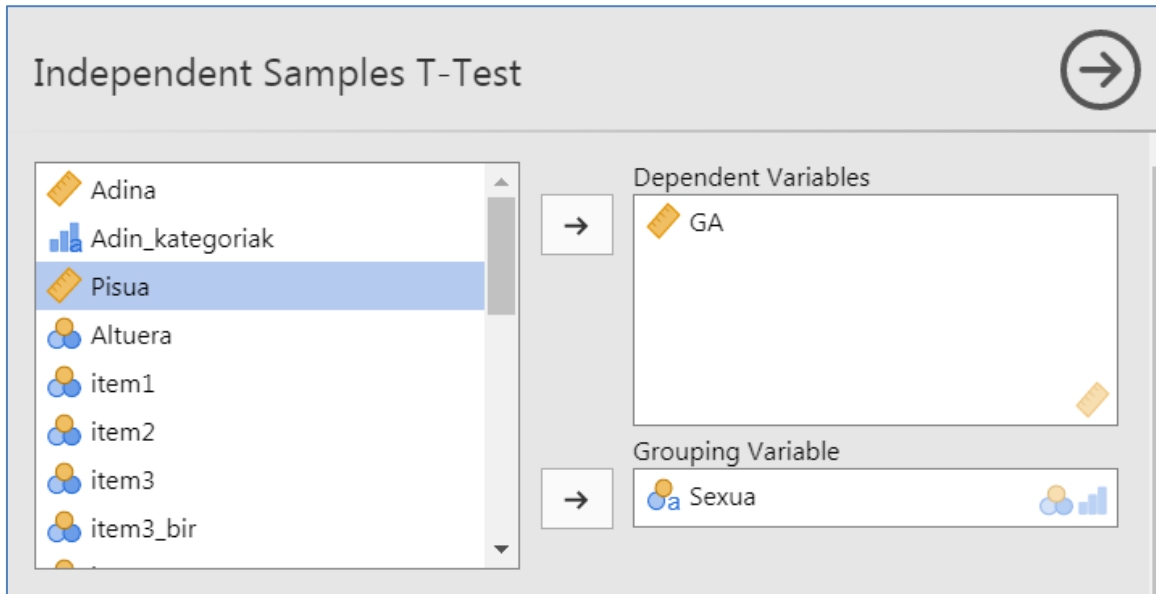 Independent Samples T-Test
Adina
Adin_kategoriak
Pisua
Altuera
item1
item2
item3
item3_bir
Dependent Variables
GA
Grouping Variable
Sexua